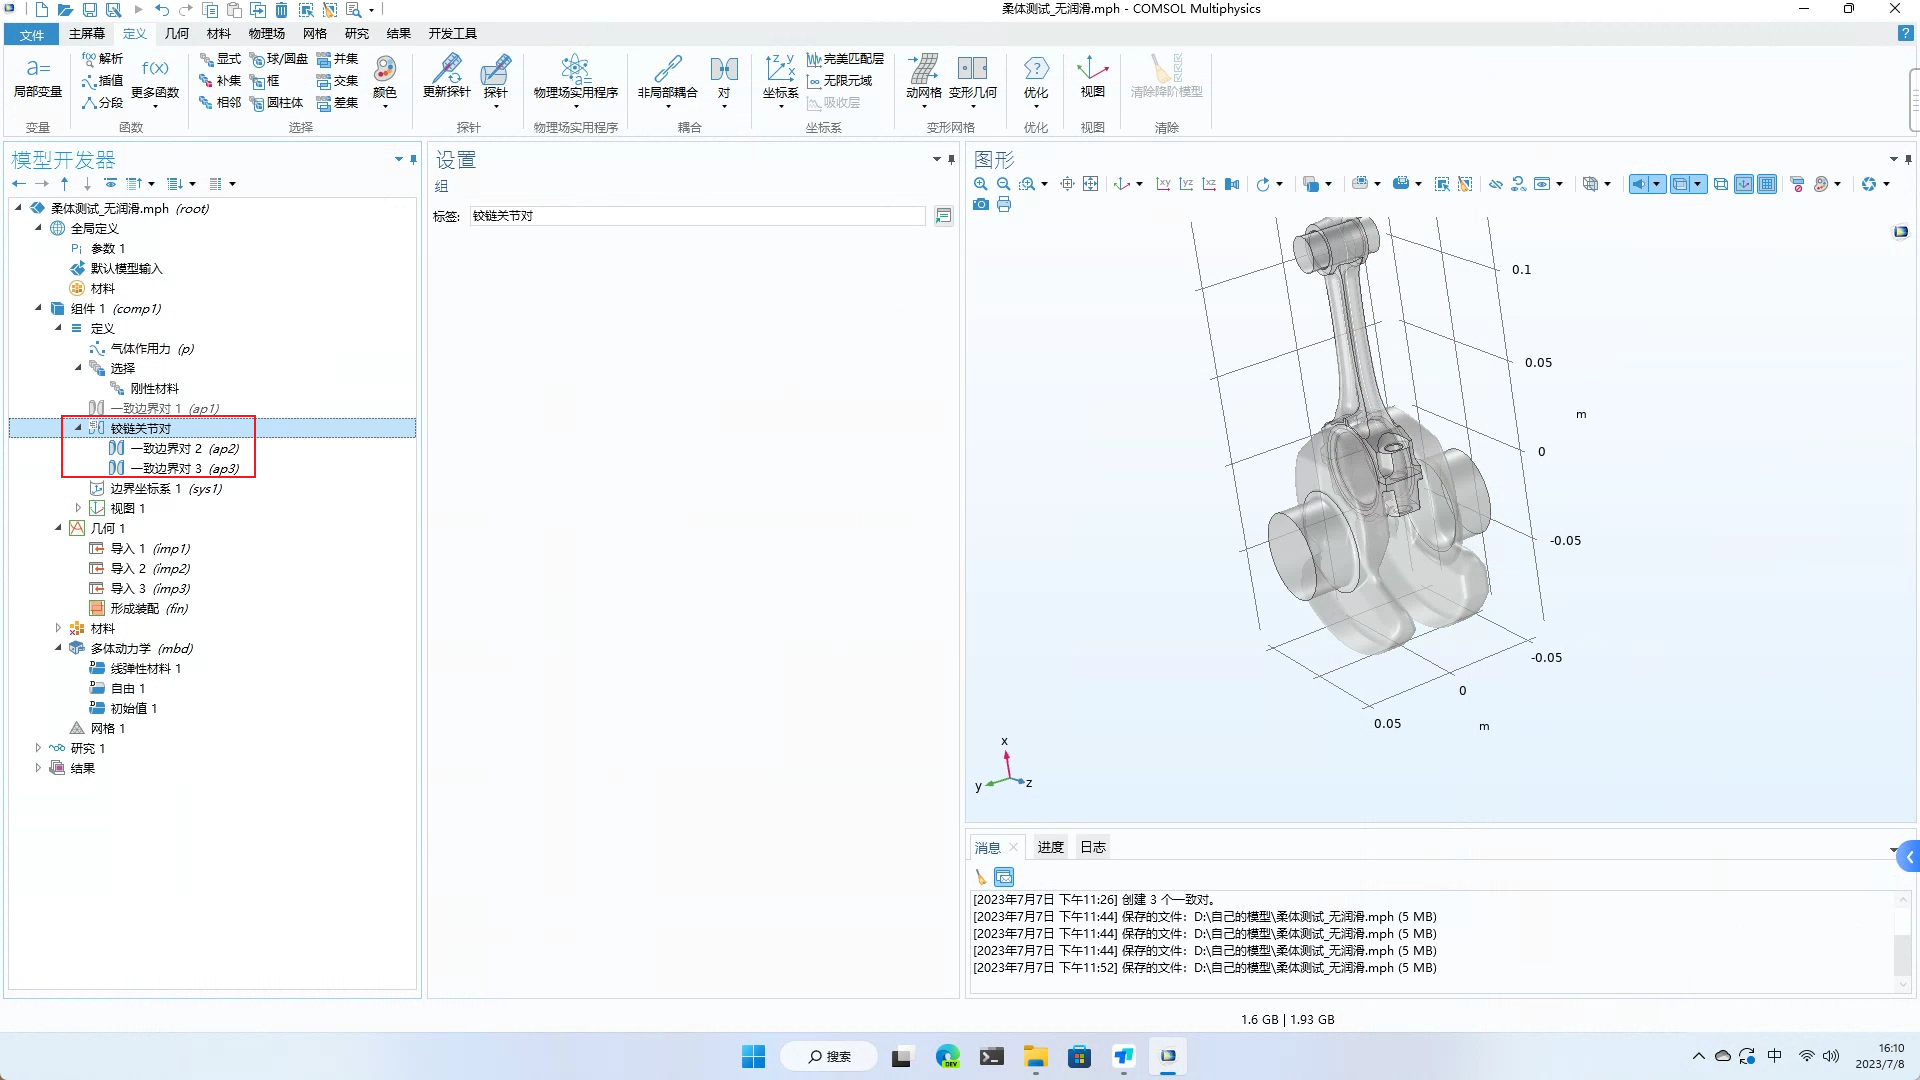 柔体测试_无润滑.mph - COMSOL Multiphysics
文件 主屏幕 定义 几何 材料 物理场 网格 研究 结果 开发工具
a=
局部变量
变量
f(x) 解析
插值
分段
f(x)
更多函数
函数
显式
补集
相邻
球/圆盘
框
圆柱体
并集
交集
差集
颜色
选择
更新探针
探针
探针
物理场实用程序
物理场实用程序
非局部耦合
对
耦合
坐标系
完美匹配层
无限元域
吸收层
坐标系
动网格
变形几何
变形网格
优化
优化
视图
视图
清除降阶模型
清除
模型开发器
柔体测试_无润滑.mph (root)
全局定义
Pi 参数 1
默认模型输入
材料
组件 1 (comp1)
定义
气体作用力 (p)
选择
刚性材料
一致边界对 1 (ap1)
铰链关节对
一致边界对 2 (ap2)
一致边界对 3 (ap3)
边界坐标系 1 (sys1)
视图 1
几何 1
导入 1 (imp1)
导入 2 (imp2)
导入 3 (imp3)
形成装配 (fin)
材料
多体动力学 (mbd)
线弹性材料 1
自由 1
初始值 1
网格 1
研究 1
结果
设置
组
标签: 铰链关节对
图形
xy yz xz
0.1
0.05
m
0
-0.05
-0.05
0
0.05
m
x
y
z
消息 进度 日志
[2023年7月7日 下午11:26] 创建 3 个一致对。
[2023年7月7日 下午11:44] 保存的文件: D:\自己的模型\柔体测试_无润滑.mph (5 MB)
[2023年7月7日 下午11:44] 保存的文件: D:\自己的模型\柔体测试_无润滑.mph (5 MB)
[2023年7月7日 下午11:44] 保存的文件: D:\自己的模型\柔体测试_无润滑.mph (5 MB)
[2023年7月7日 下午11:52] 保存的文件: D:\自己的模型\柔体测试_无润滑.mph (5 MB)
1.6 GB | 1.93 GB
搜索
DEV
中
16:10
2023/7/8